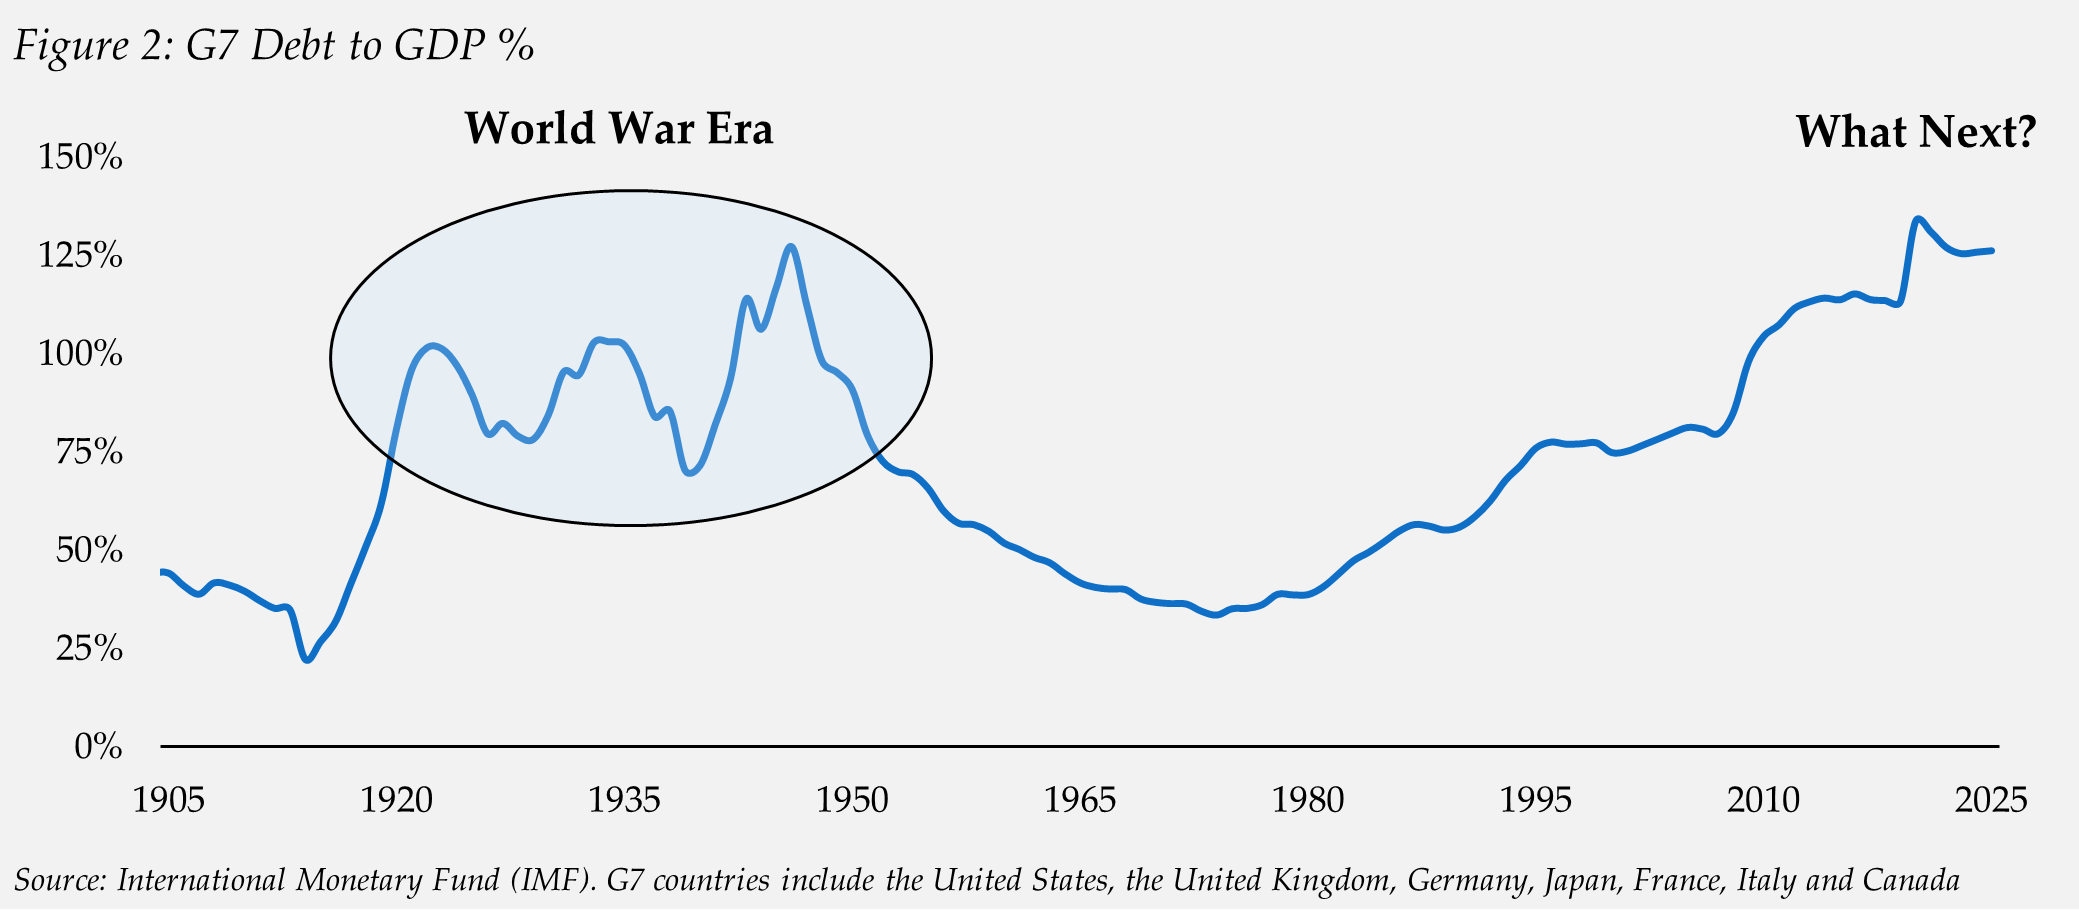 Figure 2: G7 Debt to GDP %
World War Era
What Next?
150%
125%
100%
75%
50%
25%
0%
1905 1920 1935 1950 1965 1980 1995 2010 2025
Source: International Monetary Fund (IMF). G7 countries include the United States, the United Kingdom, Germany, Japan, France, Italy and Canada